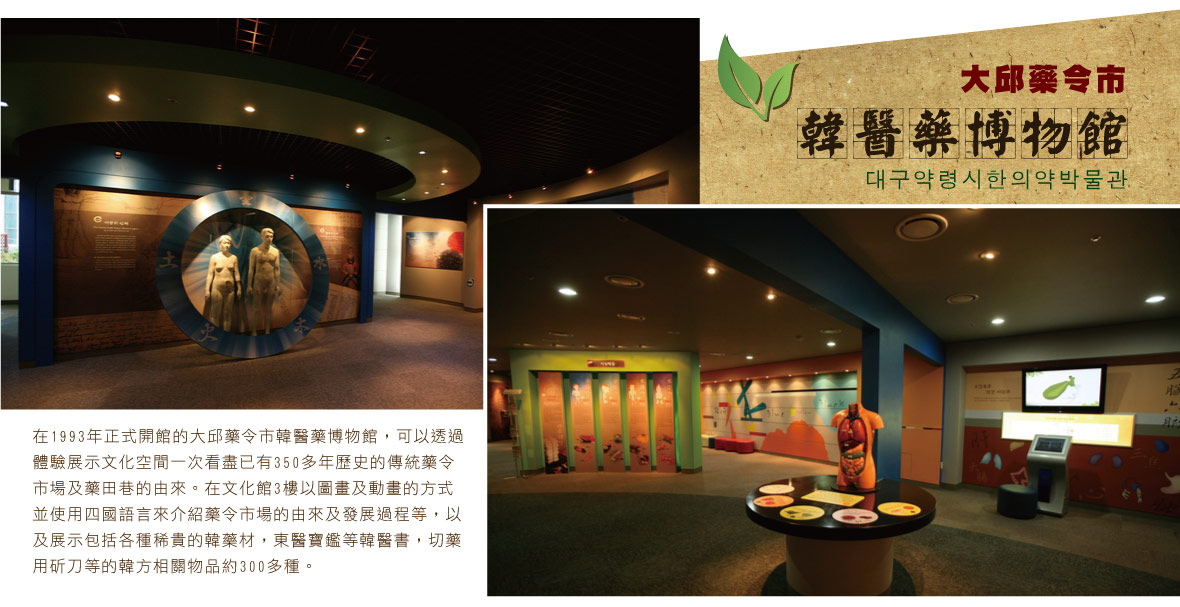 大邱藥令市
韓醫藥博物館
대구약령시한의약박물관
土
火
在1993年正式開館的大邱藥令市韓醫藥博物館，可以透過
體驗展示文化空間一次看盡已有350多年歷史的傳統藥令
市場及藥田巷的由來。在文化館3樓以圖畫及動畫的方式
並使用四國語言來介紹藥令市場的由來及發展過程等，以
及展示包括各種稀貴的韓藥材，東醫寶鑑等韓醫書，切藥
用斫刀等的韓方相關物品約300多種。